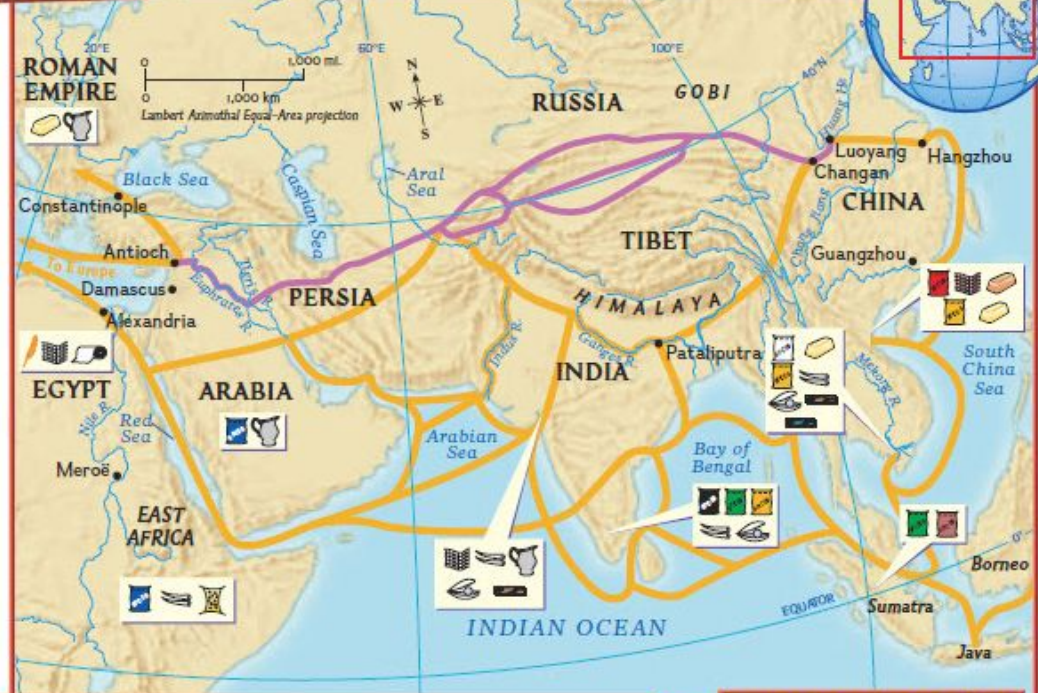 20°E
60°E
100°E
40°N
ROMAN
EMPIRE
0
1,000 mi.
0
1,000 km
Lambert Azimuthal Equal-Area projection
N
W
E
S
RUSSIA
GOBI
Huang He
Luoyang
Hangzhou
Changan
CHINA
Chang Jiang
Guangzhou
Black Sea
Caspian Sea
Aral
Sea
Constantinople
Antioch
To Europe
Tigris R.
Euphrates R.
Damascus
Alexandria
PERSIA
TIBET
HIMALAYA
EGYPT
ARABIA
Nile R.
Red
Sea
Indus R.
Ganges R.
INDIA
Pataliputra
Mekong R.
South
China
Sea
Arabian
Sea
Bay of
Bengal
Meroë
EAST
AFRICA
INDIAN OCEAN
EQUATOR
0°
Borneo
Sumatra
Java